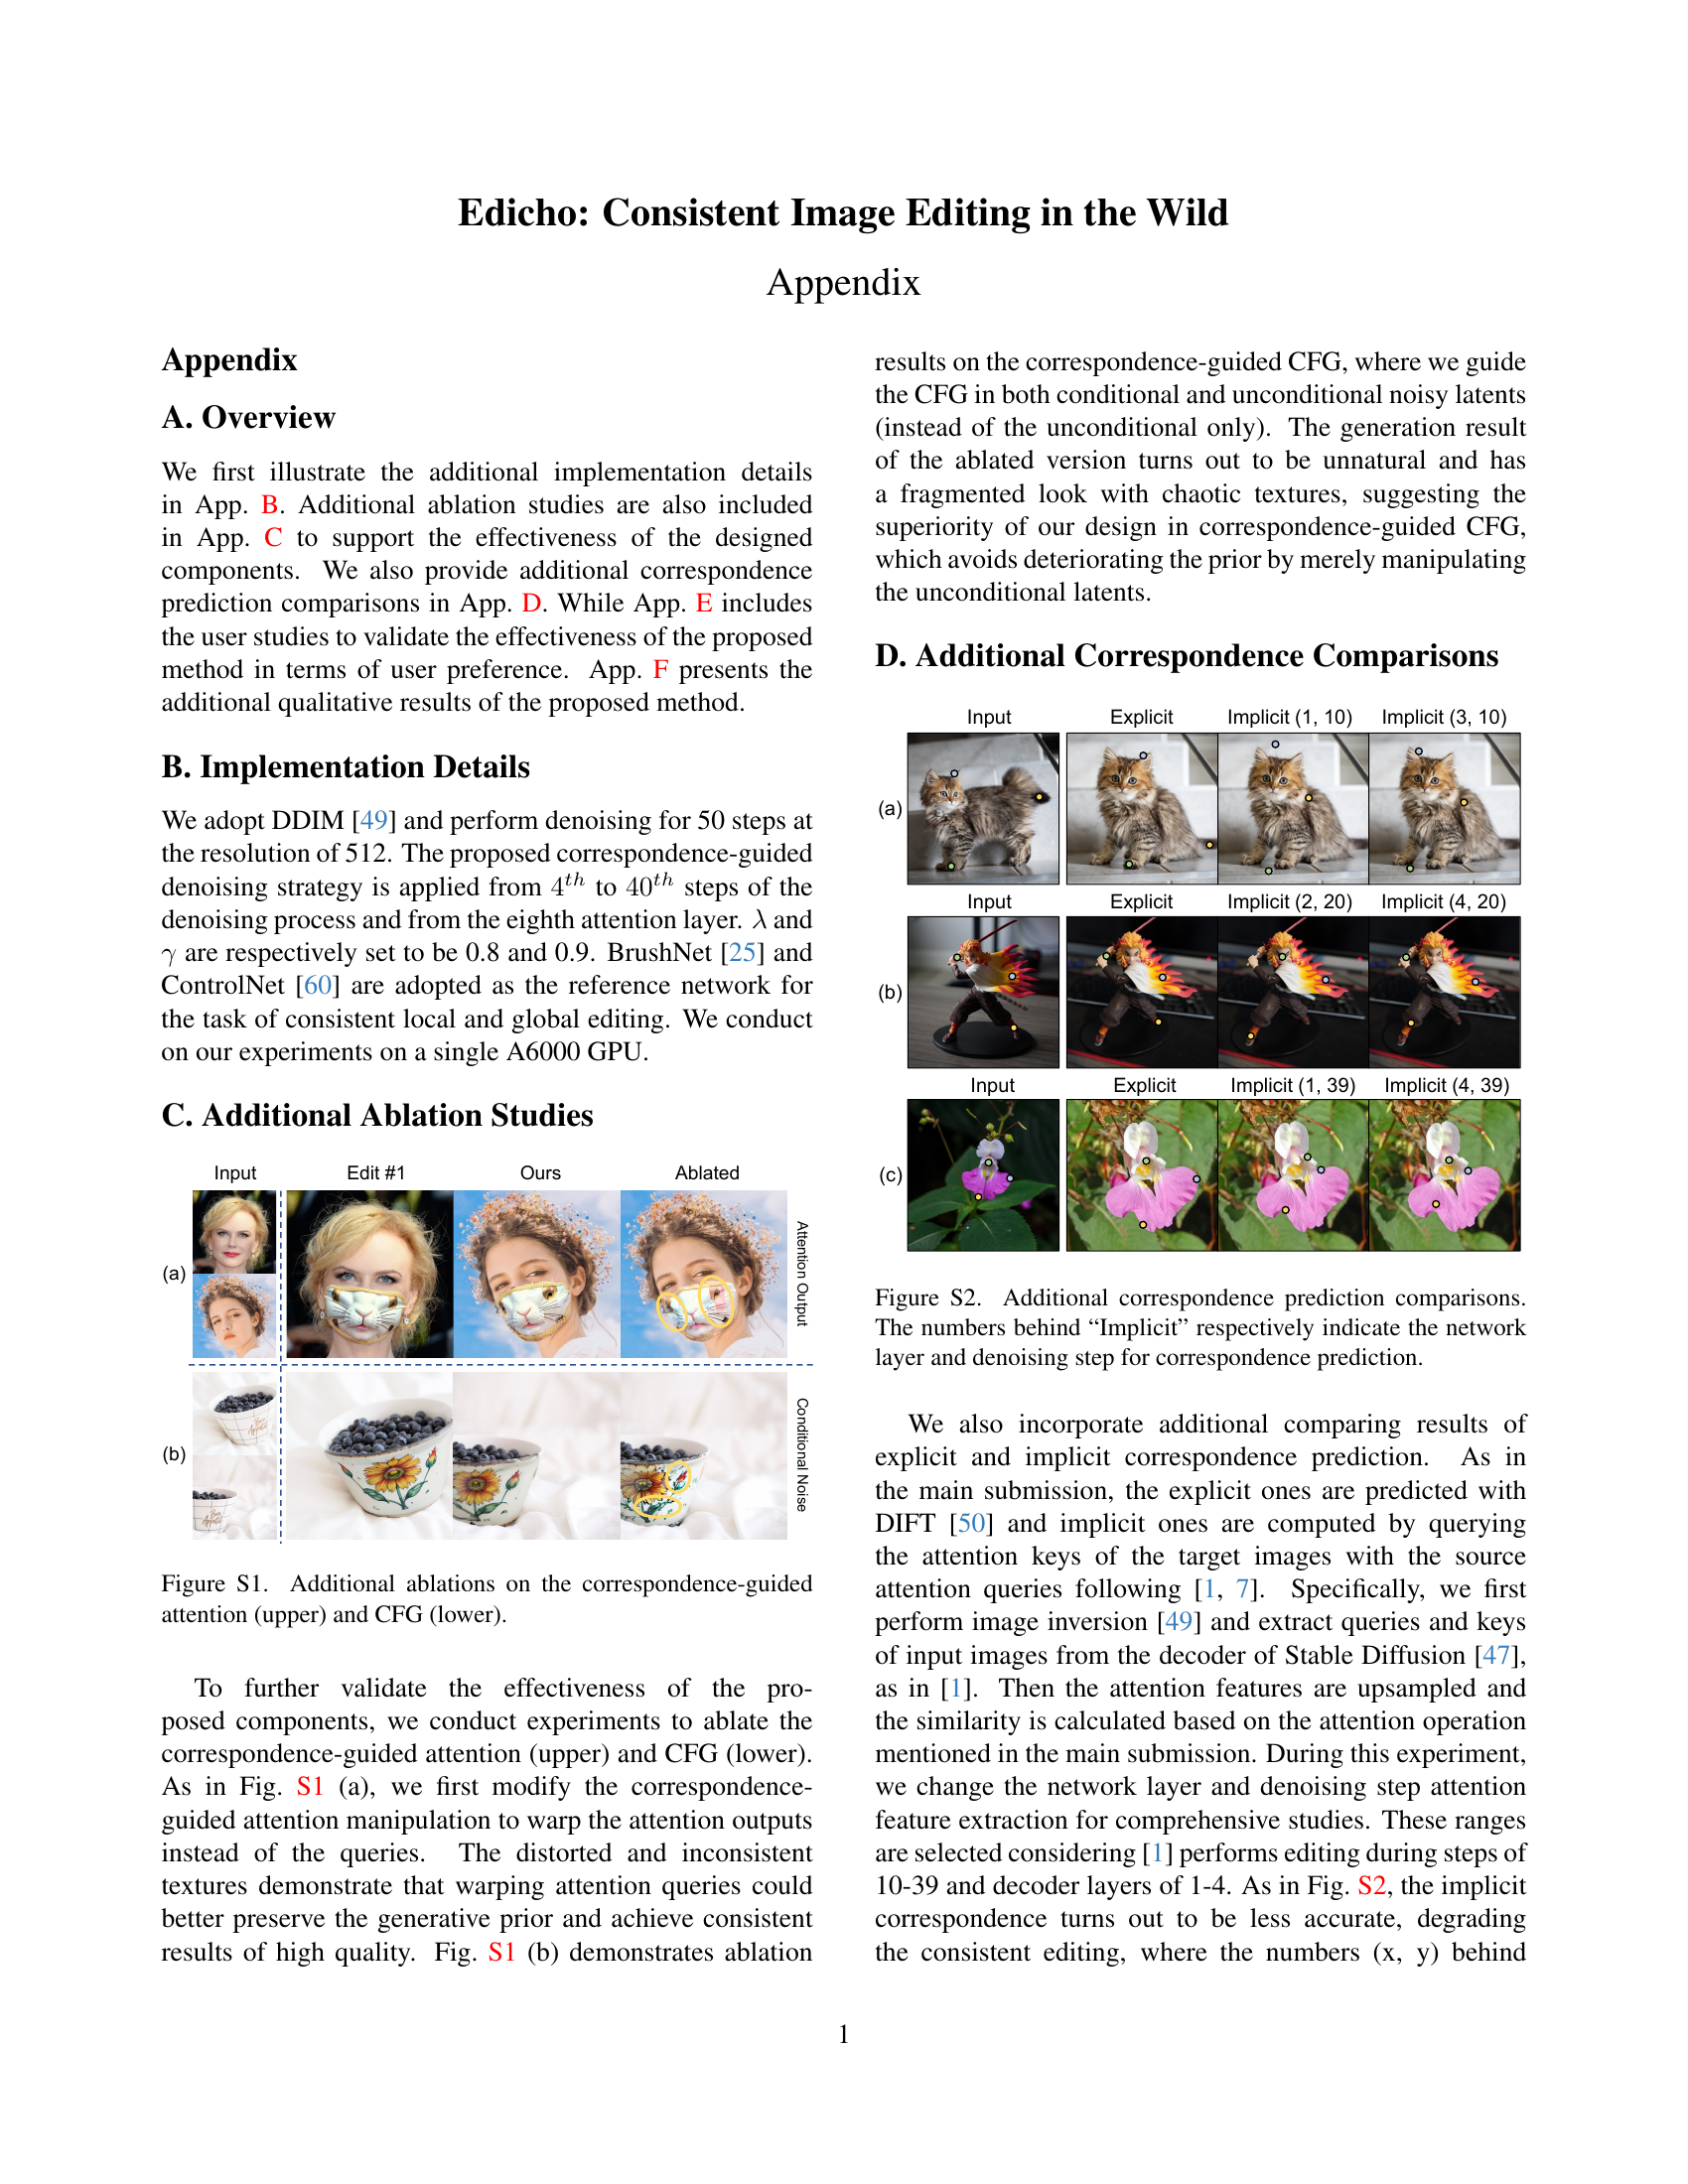 Edicho: Consistent Image Editing in the Wild
Appendix
Appendix
A. Overview
We first illustrate the additional implementation details
in App. B. Additional ablation studies are also included
in App. C to support the effectiveness of the designed
components. We also provide additional correspondence
prediction comparisons in App. D. While App. E includes
the user studies to validate the effectiveness of the proposed
method in terms of user preference. App. F presents the
additional qualitative results of the proposed method.
B. Implementation Details
We adopt DDIM [49] and perform denoising for 50 steps at
the resolution of 512. The proposed correspondence-guided
denoising strategy is applied from 4th to 40th steps of the
denoising process and from the eighth attention layer. λ and
γ are respectively set to be 0.8 and 0.9. BrushNet [25] and
ControlNet [60] are adopted as the reference network for
the task of consistent local and global editing. We conduct
on our experiments on a single A6000 GPU.
C. Additional Ablation Studies
Input Edit #1 Ours Ablated
(a)
Attention Output
(b)
Conditional Noise
Figure S1. Additional ablations on the correspondence-guided
attention (upper) and CFG (lower).
To further validate the effectiveness of the pro-
posed components, we conduct experiments to ablate the
correspondence-guided attention (upper) and CFG (lower).
As in Fig. S1 (a), we first modify the correspondence-
guided attention manipulation to warp the attention outputs
instead of the queries. The distorted and inconsistent
textures demonstrate that warping attention queries could
better preserve the generative prior and achieve consistent
results of high quality. Fig. S1 (b) demonstrates ablation
results on the correspondence-guided CFG, where we guide
the CFG in both conditional and unconditional noisy latents
(instead of the unconditional only). The generation result
of the ablated version turns out to be unnatural and has
a fragmented look with chaotic textures, suggesting the
superiority of our design in correspondence-guided CFG,
which avoids deteriorating the prior by merely manipulating
the unconditional latents.
D. Additional Correspondence Comparisons
Input Explicit Implicit (1, 10) Implicit (3, 10)
(a)
Input Explicit Implicit (2, 20) Implicit (4, 20)
(b)
Input Explicit Implicit (1, 39) Implicit (4, 39)
(c)
Figure S2. Additional correspondence prediction comparisons.
The numbers behind “Implicit” respectively indicate the network
layer and denoising step for correspondence prediction.
We also incorporate additional comparing results of
explicit and implicit correspondence prediction. As in
the main submission, the explicit ones are predicted with
DIFT [50] and implicit ones are computed by querying
the attention keys of the target images with the source
attention queries following [1, 7]. Specifically, we first
perform image inversion [49] and extract queries and keys
of input images from the decoder of Stable Diffusion [47],
as in [1]. Then the attention features are upsampled and
the similarity is calculated based on the attention operation
mentioned in the main submission. During this experiment,
we change the network layer and denoising step attention
feature extraction for comprehensive studies. These ranges
are selected considering [1] performs editing during steps of
10-39 and decoder layers of 1-4. As in Fig. S2, the implicit
correspondence turns out to be less accurate, degrading
the consistent editing, where the numbers (x, y) behind
1